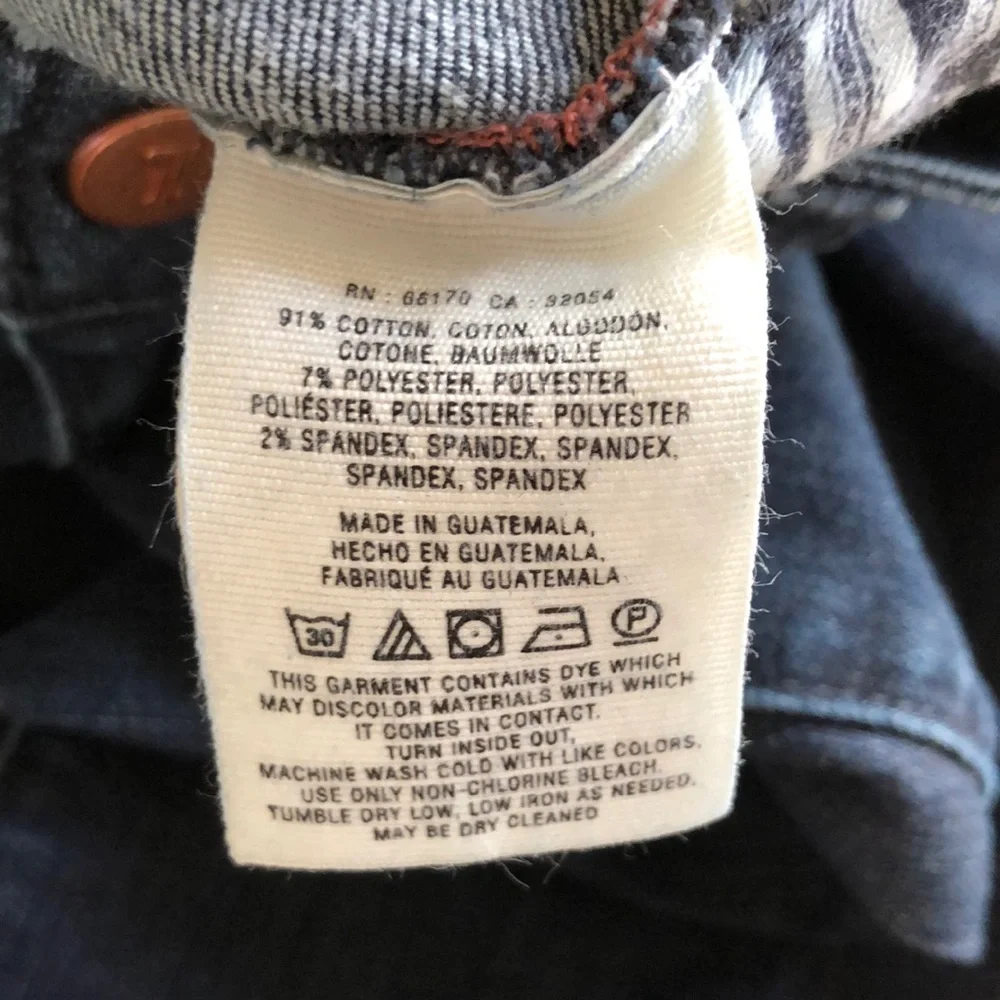 7
RN : 66170 CA : 32054
91% COTTON, COTON, ALGODÓN,
COTONE, BAUMWOLLE
7% POLYESTER, POLYESTER,
POLIÉSTER, POLIESTERE, POLYESTER
2% SPANDEX, SPANDEX, SPANDEX,
SPANDEX, SPANDEX
MADE IN GUATEMALA,
HECHO EN GUATEMALA,
FABRIQUÉ AU GUATEMALA
30 P
THIS GARMENT CONTAINS DYE WHICH
MAY DISCOLOR MATERIALS WITH WHICH
IT COMES IN CONTACT.
TURN INSIDE OUT,
MACHINE WASH COLD WITH LIKE COLORS.
USE ONLY NON-CHLORINE BLEACH.
TUMBLE DRY LOW, LOW IRON AS NEEDED.
MAY BE DRY CLEANED